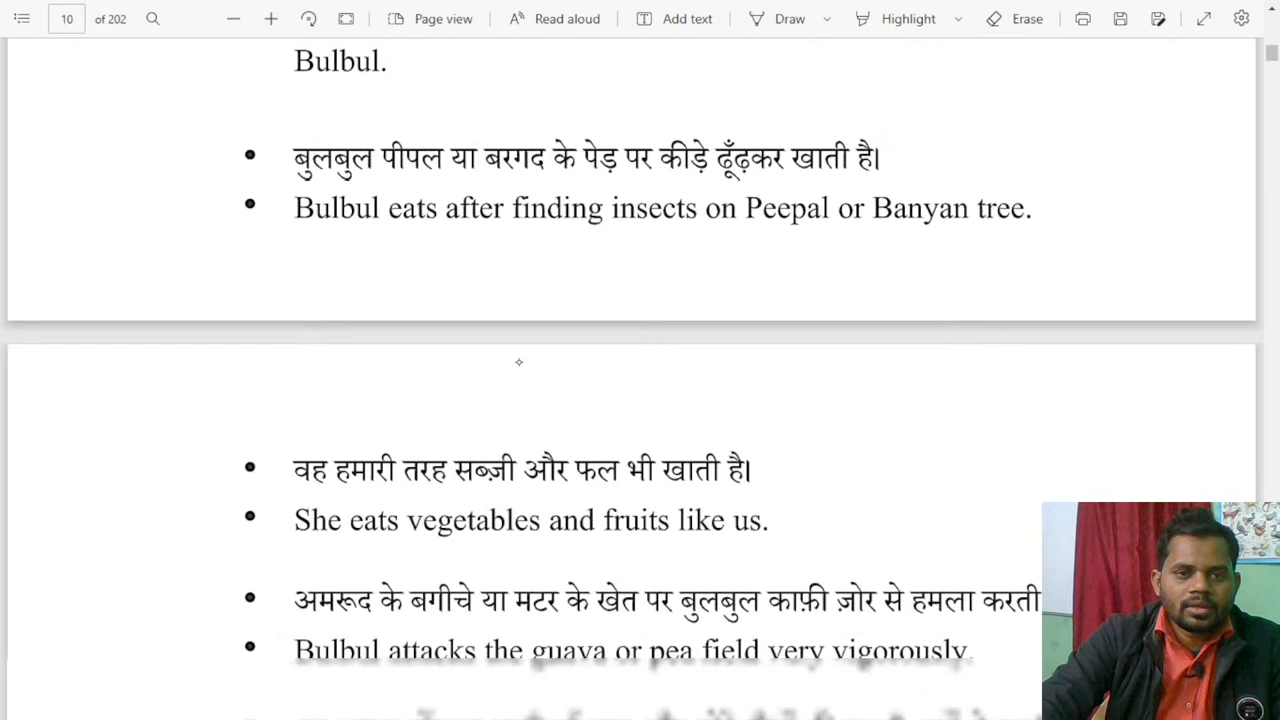 10 of 202 Page view Read aloud Add text Draw Highlight Erase
Bulbul.
बुलबुल पीपल या बरगद के पेड़ पर कीड़े ढूँढ़कर खाती है।
Bulbul eats after finding insects on Peepal or Banyan tree.
वह हमारी तरह सब्ज़ी और फल भी खाती है।
She eats vegetables and fruits like us.
अमरूद के बगीचे या मटर के खेत पर बुलबुल काफ़ी ज़ोर से हमला करती
Bulbul attacks the guava or pea field very vigorously.